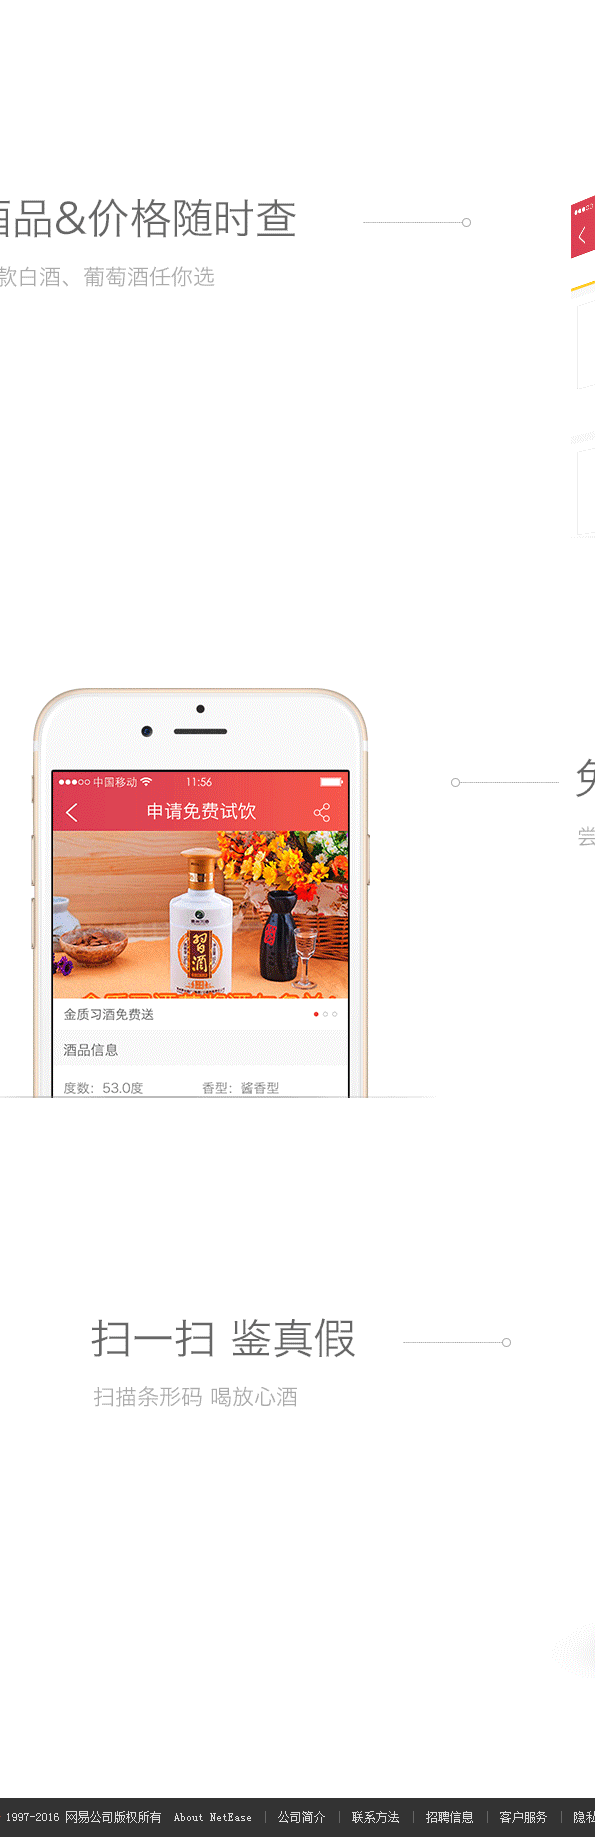 酒品&价格随时查
款白酒、葡萄酒任你选
中国移动 11:56
申请免费试饮
免
尝
习酒
金质习酒免费送
酒品信息
度数：53.0度 香型：酱香型
扫一扫 鉴真假
扫描条形码 喝放心酒
1997-2016 网易公司版权所有 About NetEase | 公司简介 | 联系方法 | 招聘信息 | 客户服务 | 隐私